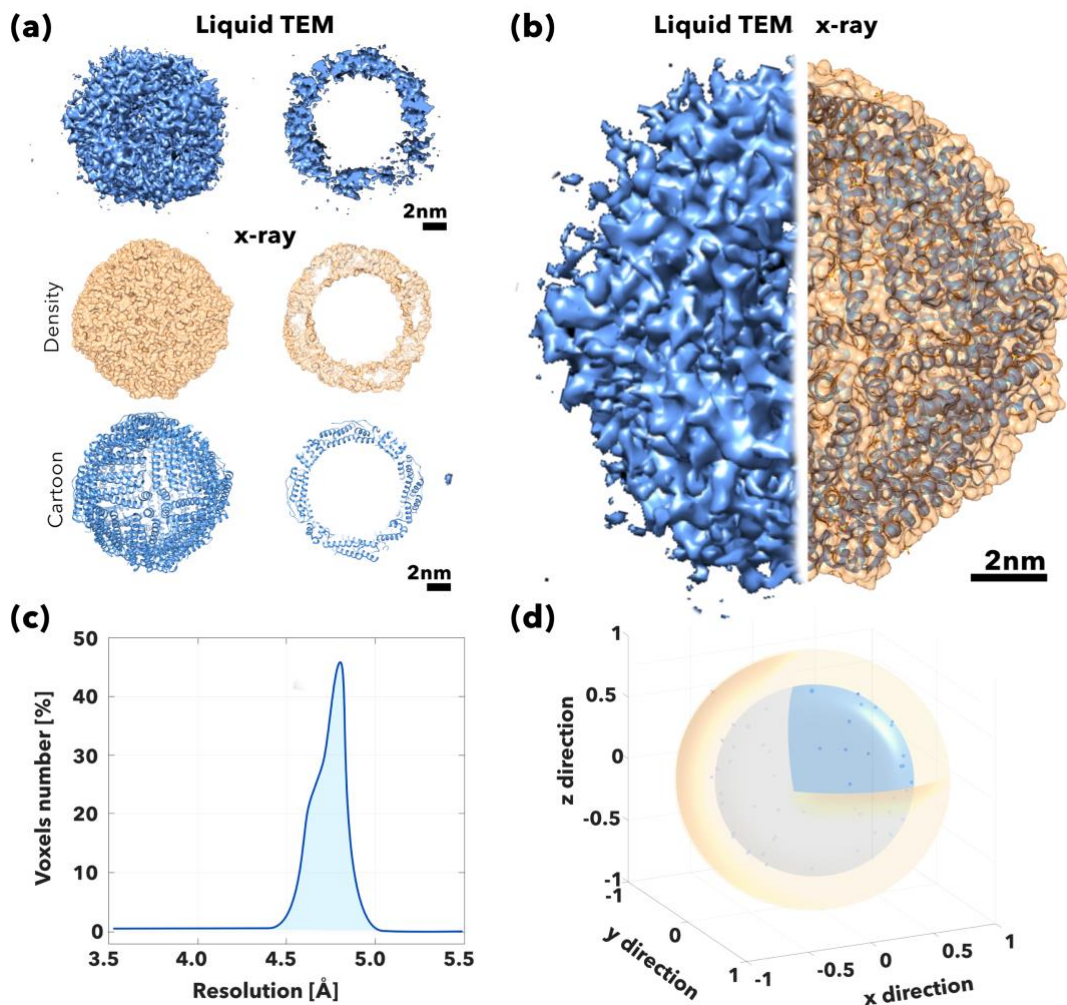 (a)
Liquid TEM
2nm
x-ray
Density
Cartoon
2nm
(b)
Liquid TEM x-ray
2nm
(c)
50
40
30
20
10
0
Voxels number [%]
3.5 4.0 4.5 5.0 5.5
Resolution [Å]
(d)
1
0.5
0
-0.5
-1
z direction
-1
0
1
y direction
-1 -0.5 0 0.5 1
x direction